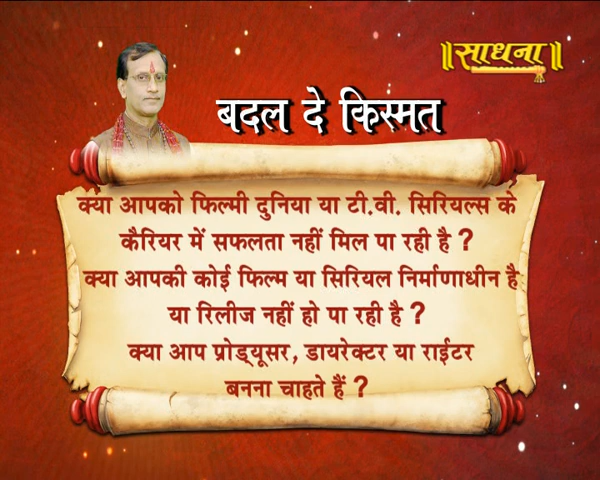 ॥साधना॥
बदल दे किस्मत
क्या आपको फिल्मी दुनिया या टी.वी. सिरियल्स के
कैरियर में सफलता नहीं मिल पा रही है ?
क्या आपकी कोई फिल्म या सिरियल निर्माणाधीन है
या रिलीज नहीं हो पा रही है ?
क्या आप प्रोड्यूसर, डायरेक्टर या राईटर
बनना चाहते हैं ?